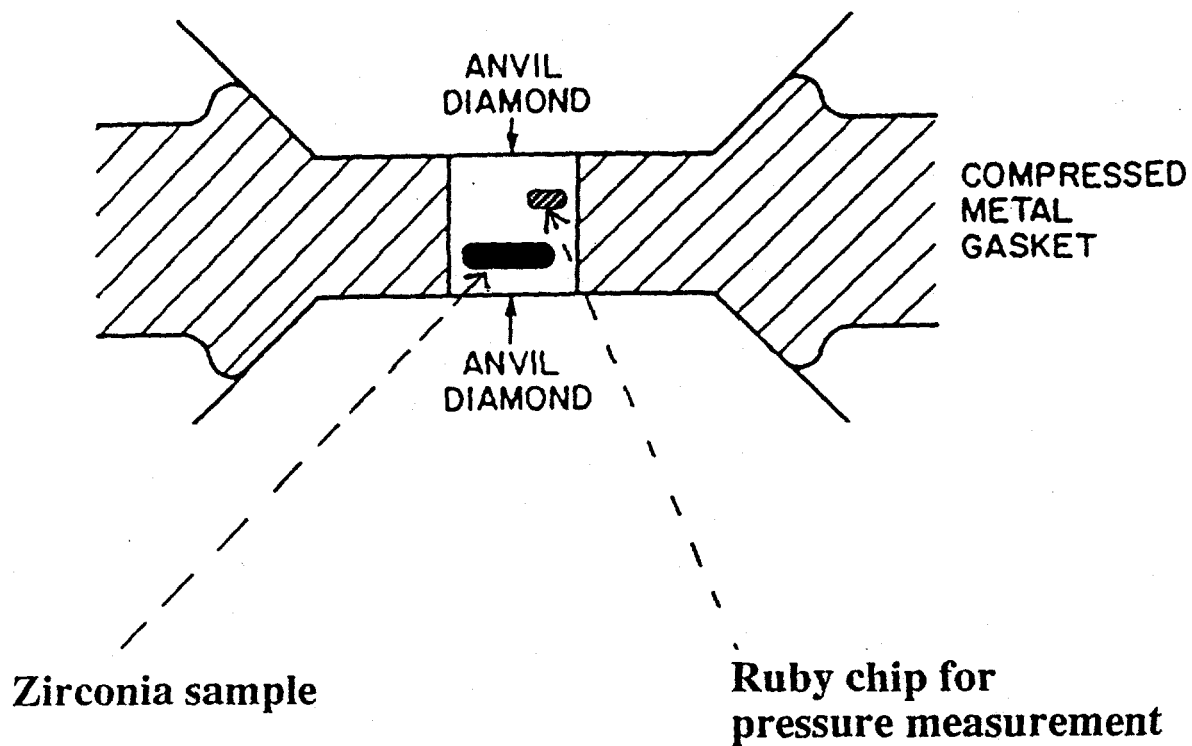 ANVIL
DIAMOND
COMPRESSED
METAL
GASKET
ANVIL
DIAMOND
Zirconia sample
Ruby chip for
pressure measurement